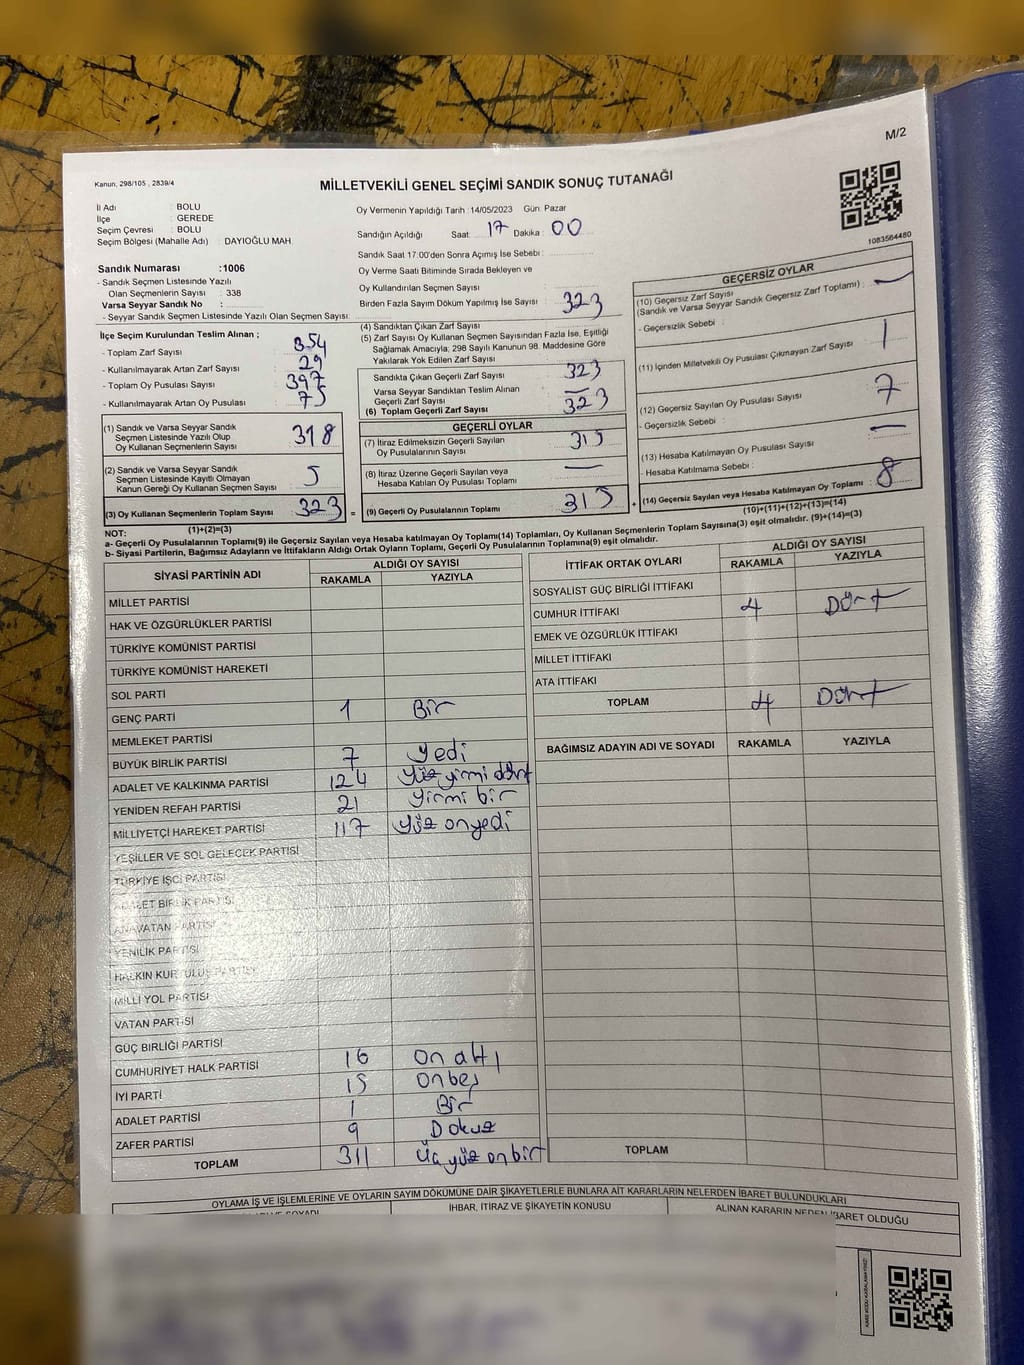 M/2
Kanun, 298/105 , 2839/4
MİLLETVEKİLİ GENEL SEÇİMİ SANDIK SONUÇ TUTANAĞI
1083564480
İl Adı : BOLU
İlçe : GEREDE
Seçim Çevresi : BOLU
Seçim Bölgesi (Mahalle Adı) : DAYIOĞLU MAH.
Oy Vermenin Yapıldığı Tarih :14/05/2023 Gün: Pazar
Sandığın Açıldığı Saat : 17 Dakika : 00
Sandık Saat 17:00'den Sonra Açımış İse Sebebi :
Oy Verme Saati Bitiminde Sırada Bekleyen ve
Oy Kullandırılan Seçmen Sayısı :
Birden Fazla Sayım Döküm Yapılmış İse Sayısı :
Sandık Numarası :1006
- Sandık Seçmen Listesinde Yazılı
Olan Seçmenlerin Sayısı : 338
Varsa Seyyar Sandık No :
- Seyyar Sandık Seçmen Listesinde Yazılı Olan Seçmen Sayısı:
İlçe Seçim Kurulundan Teslim Alınan ;
- Toplam Zarf Sayısı : 354
- Kullanılmayarak Artan Zarf Sayısı : 29
- Toplam Oy Pusulası Sayısı : 397
- Kullanılmayarak Artan Oy Pusulası : 75
(1) Sandık ve Varsa Seyyar Sandık
Seçmen Listesinde Yazılı Olup
Oy Kullanan Seçmenlerin Sayısı : 318
(2) Sandık ve Varsa Seyyar Sandık
Seçmen Listesinde Kayıtlı Olmayan
Kanun Gereği Oy Kullanan Seçmen Sayısı : 5
(3) Oy Kullanan Seçmenlerin Toplam Sayısı : 323 =
(1)+(2)=(3)
(4) Sandıktan Çıkan Zarf Sayısı : 323
(5) Zarf Sayısı Oy Kullanan Seçmen Sayısından Fazla İse, Eşitliği
Sağlamak Amacıyla, 298 Sayılı Kanunun 98. Maddesine Göre
Yakılarak Yok Edilen Zarf Sayısı :
Sandıkta Çıkan Geçerli Zarf Sayısı : 323
Varsa Seyyar Sandıktan Teslim Alınan
Geçerli Zarf Sayısı : —
(6) Toplam Geçerli Zarf Sayısı : 323
GEÇERLİ OYLAR
(7) İtiraz Edilmeksizin Geçerli Sayılan
Oy Pusulalarının Sayısı : 315
(8) İtiraz Üzerine Geçerli Sayılan veya
Hesaba Katılan Oy Pusulası Toplamı : —
(9) Geçerli Oy Pusulalarının Toplamı : 315 +
GEÇERSİZ OYLAR
(10) Geçersiz Zarf Sayısı
(Sandık ve Varsa Seyyar Sandık Geçersiz Zarf Toplamı) : —
- Geçersizlik Sebebi :
(11) İçinden Milletvekili Oy Pusulası Çıkmayan Zarf Sayısı : 1
(12) Geçersiz Sayılan Oy Pusulası Sayısı : 7
- Geçersizlik Sebebi :
(13) Hesaba Katılmayan Oy Pusulası Sayısı : —
- Hesaba Katılmama Sebebi :
(14) Geçersiz Sayılan veya Hesaba Katılmayan Oy Toplamı : 8
(10)+(11)+(12)+(13)=(14)
NOT:
a- Geçerli Oy Pusulalarının Toplamı(9) ile Geçersiz Sayılan veya Hesaba katılmayan Oy Toplamı(14) Toplamları, Oy Kullanan Seçmenlerin Toplam Sayısına(3) eşit olmalıdır. (9)+(14)=(3)
b- Siyasi Partilerin, Bağımsız Adayların ve İttifakların Aldığı Ortak Oyların Toplamı, Geçerli Oy Pusulalarının Toplamına(9) eşit olmalıdır.
SİYASİ PARTİNİN ADI ALDIĞI OY SAYISI
RAKAMLA YAZIYLA
MİLLET PARTİSİ
HAK VE ÖZGÜRLÜKLER PARTİSİ
TÜRKİYE KOMÜNİST PARTİSİ
TÜRKİYE KOMÜNİST HAREKETİ
SOL PARTİ
GENÇ PARTİ 1 Bir
MEMLEKET PARTİSİ
BÜYÜK BİRLİK PARTİSİ 7 yedi
ADALET VE KALKINMA PARTİSİ 124 yüz yirmi dört
YENİDEN REFAH PARTİSİ 21 yirmi bir
MİLLİYETÇİ HAREKET PARTİSİ 117 yüz onyedi
YEŞİLLER VE SOL GELECEK PARTİSİ
TÜRKİYE İŞÇİ PARTİSİ
ADALET BİRLİK PARTİSİ
ANAVATAN PARTİSİ
YENİLİK PARTİSİ
HALKIN KURTULUŞ PARTİSİ
MİLLİ YOL PARTİSİ
VATAN PARTİSİ
GÜÇ BİRLİĞİ PARTİSİ
CUMHURİYET HALK PARTİSİ 16 on altı
İYİ PARTİ 15 onbeş
ADALET PARTİSİ 1 Bir
ZAFER PARTİSİ 9 Dokuz
TOPLAM 311 üç yüz onbir
İTTİFAK ORTAK OYLARI ALDIĞI OY SAYISI
RAKAMLA YAZIYLA
SOSYALİST GÜÇ BİRLİĞİ İTTİFAKI
CUMHUR İTTİFAKI 4 Dört
EMEK VE ÖZGÜRLÜK İTTİFAKI
MİLLET İTTİFAKI
ATA İTTİFAKI
TOPLAM 4 Dört
BAĞIMSIZ ADAYIN ADI VE SOYADI RAKAMLA YAZIYLA
TOPLAM
OYLAMA İŞ VE İŞLEMLERİNE VE OYLARIN SAYIM DÖKÜMÜNE DAİR ŞİKAYETLERLE BUNLARA AİT KARARLARIN NELERDEN İBARET BULUNDUKLARI
SOYADI İHBAR, İTİRAZ VE ŞİKAYETİN KONUSU ALINAN KARARIN NEDEN İBARET OLDUĞU